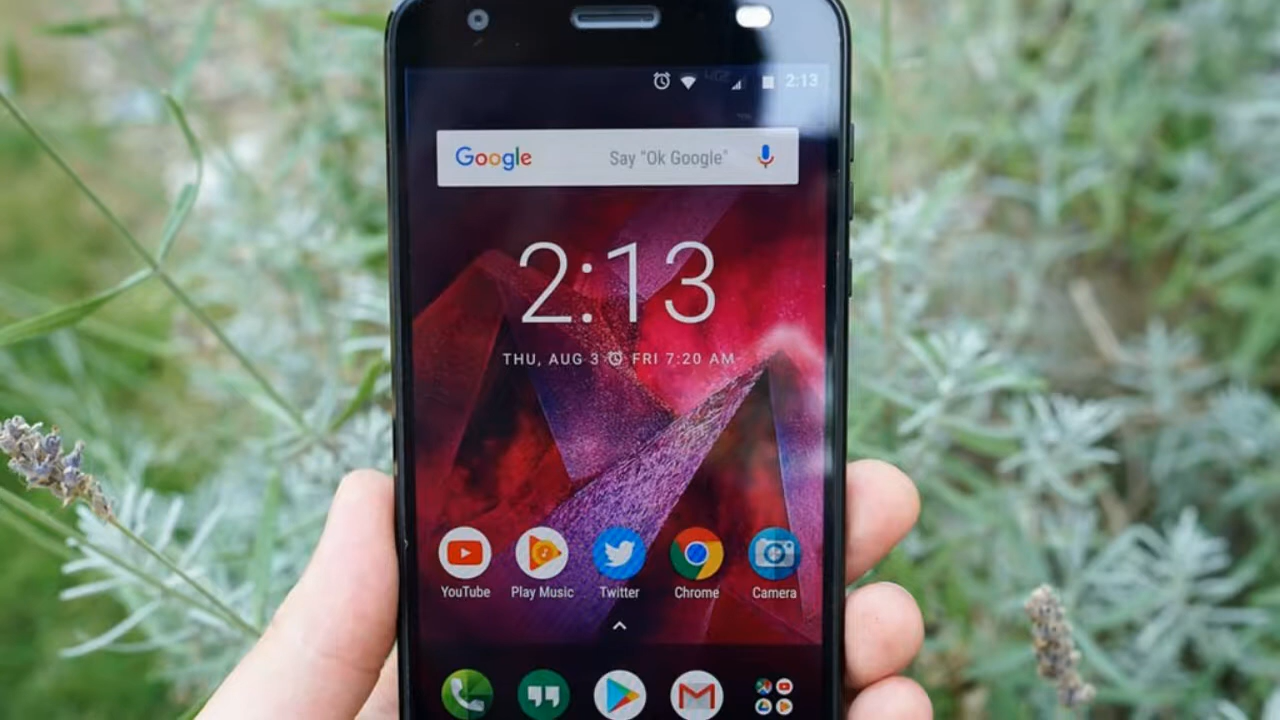 2:13
Google Say "Ok Google"
2:13
THU, AUG 3 FRI 7:20 AM
YouTube Play Music Twitter Chrome Camera